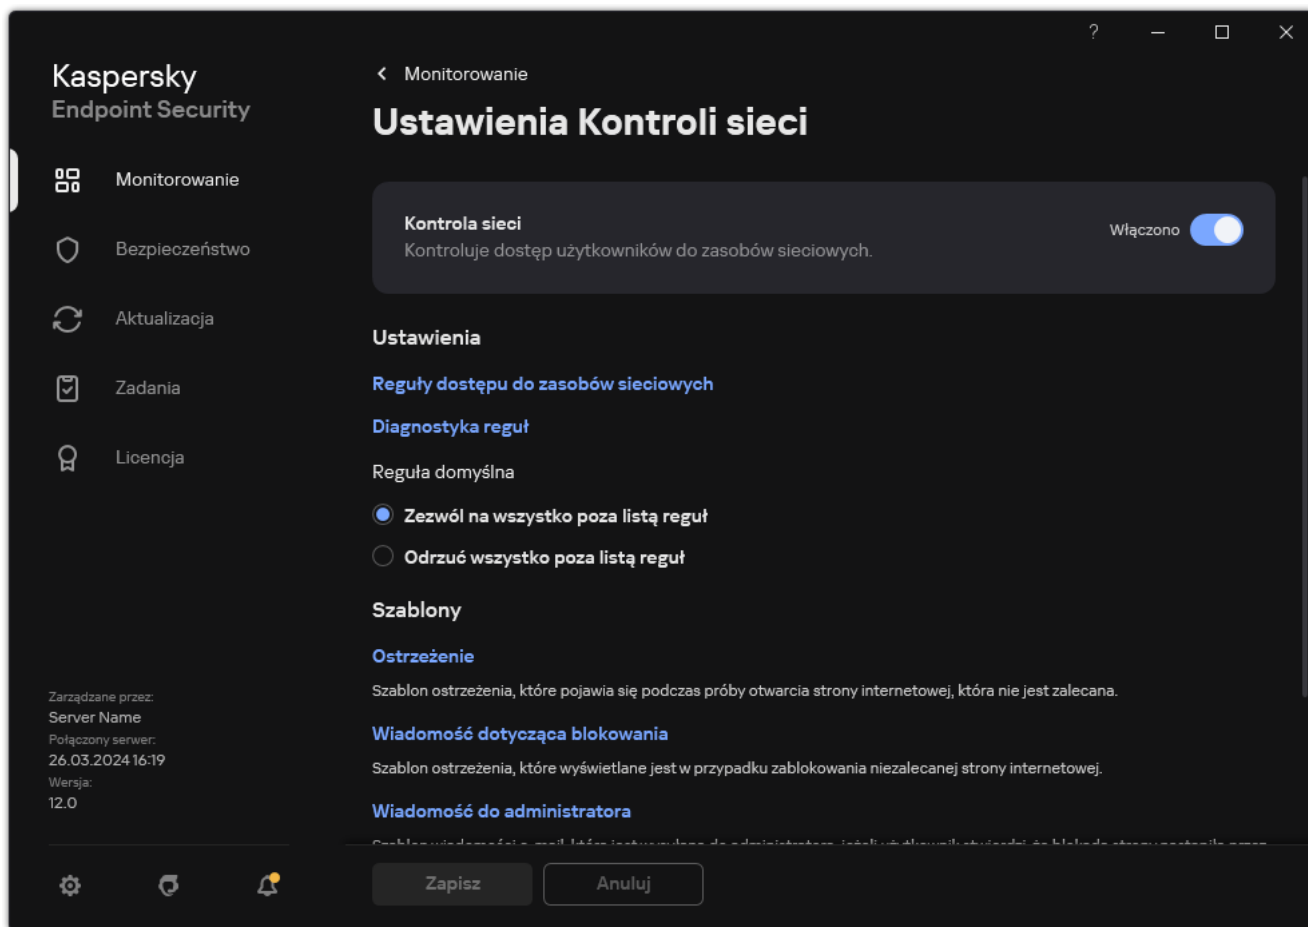 ?
Kaspersky
Endpoint Security
Monitorowanie
Bezpieczeństwo
Aktualizacja
Zadania
Licencja
Zarządzane przez:
Server Name
Połączony serwer:
26.03.2024 16:19
Wersja:
12.0
Monitorowanie
Ustawienia Kontroli sieci
Kontrola sieci
Kontroluje dostęp użytkowników do zasobów sieciowych.
Włączono
Ustawienia
Reguły dostępu do zasobów sieciowych
Diagnostyka reguł
Reguła domyślna
Zezwól na wszystko poza listą reguł
Odrzuć wszystko poza listą reguł
Szablony
Ostrzeżenie
Szablon ostrzeżenia, które pojawia się podczas próby otwarcia strony internetowej, która nie jest zalecana.
Wiadomość dotycząca blokowania
Szablon ostrzeżenia, które wyświetlane jest w przypadku zablokowania niezalecanej strony internetowej.
Wiadomość do administratora
Zapisz
Anuluj